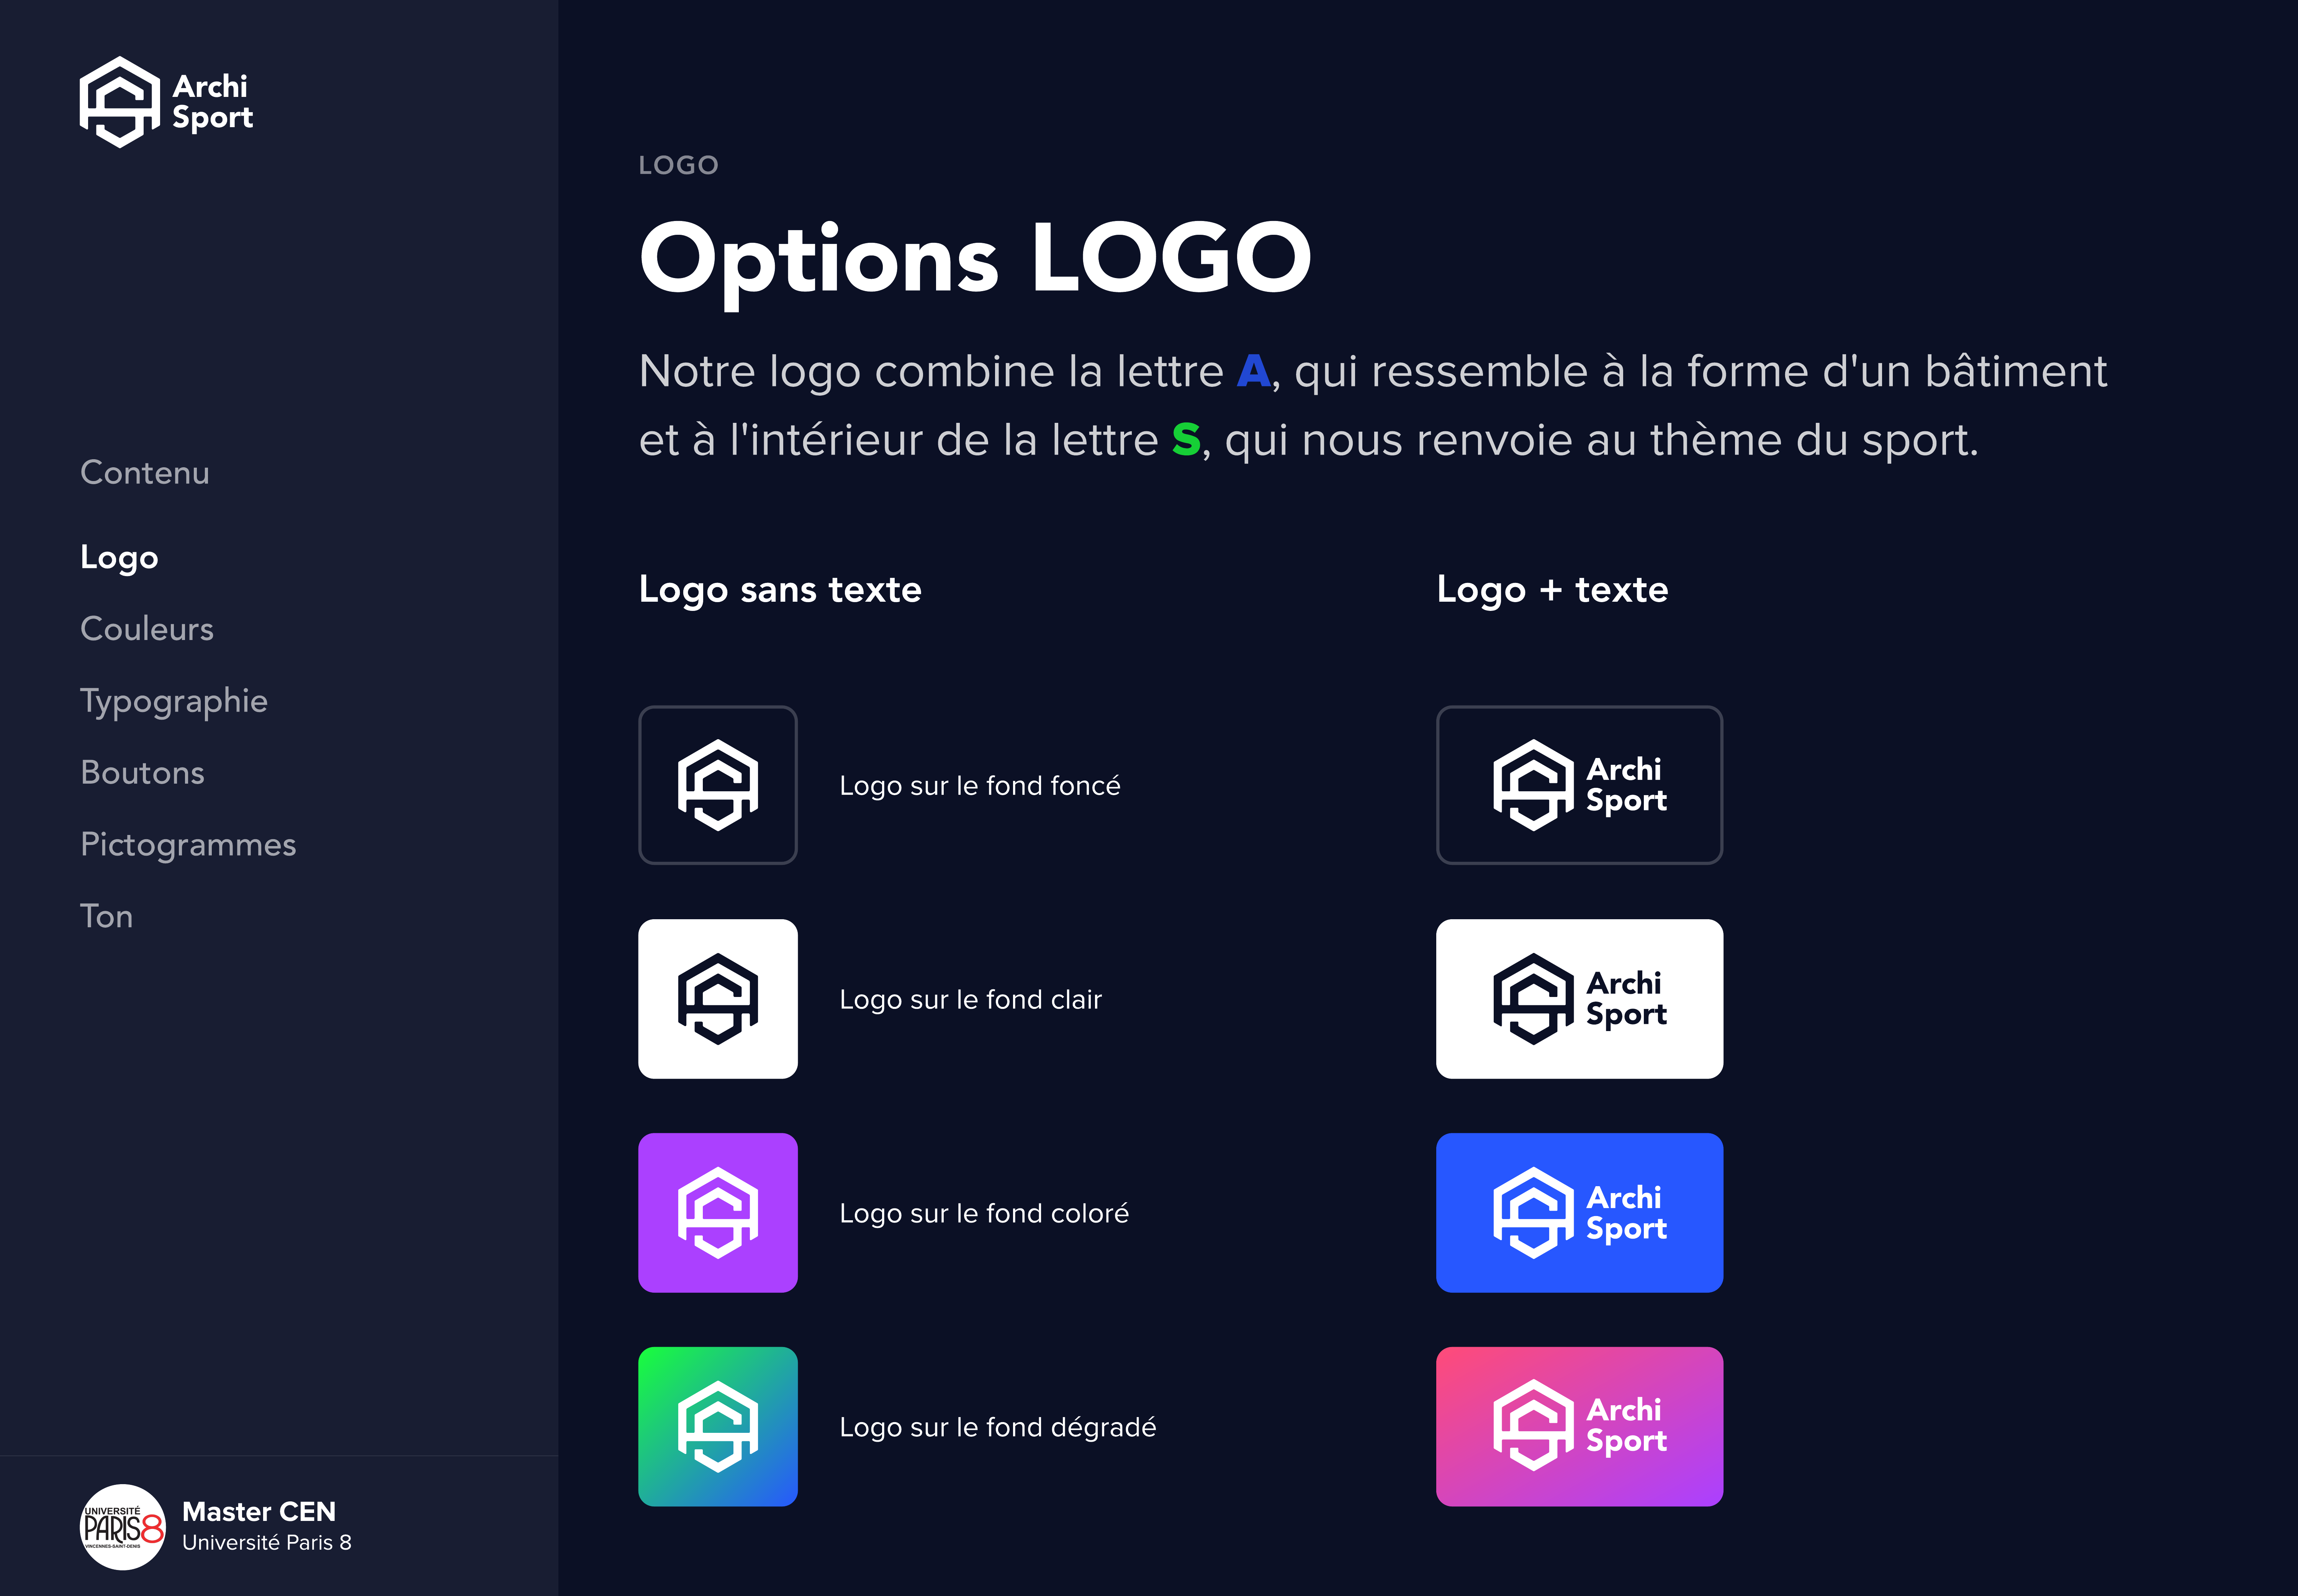 Archi
Sport
Contenu
Logo
Couleurs
Typographie
Boutons
Pictogrammes
Ton
UNIVERSITÉ
PARIS8
VINCENNES-SAINT-DENIS
Master CEN
Université Paris 8
LOGO
Options LOGO
Notre logo combine la lettre A, qui ressemble à la forme d'un bâtiment
et à l'intérieur de la lettre S, qui nous renvoie au thème du sport.
Logo sans texte
Logo + texte
Logo sur le fond foncé
Archi
Sport
Logo sur le fond clair
Archi
Sport
Logo sur le fond coloré
Archi
Sport
Logo sur le fond dégradé
Archi
Sport